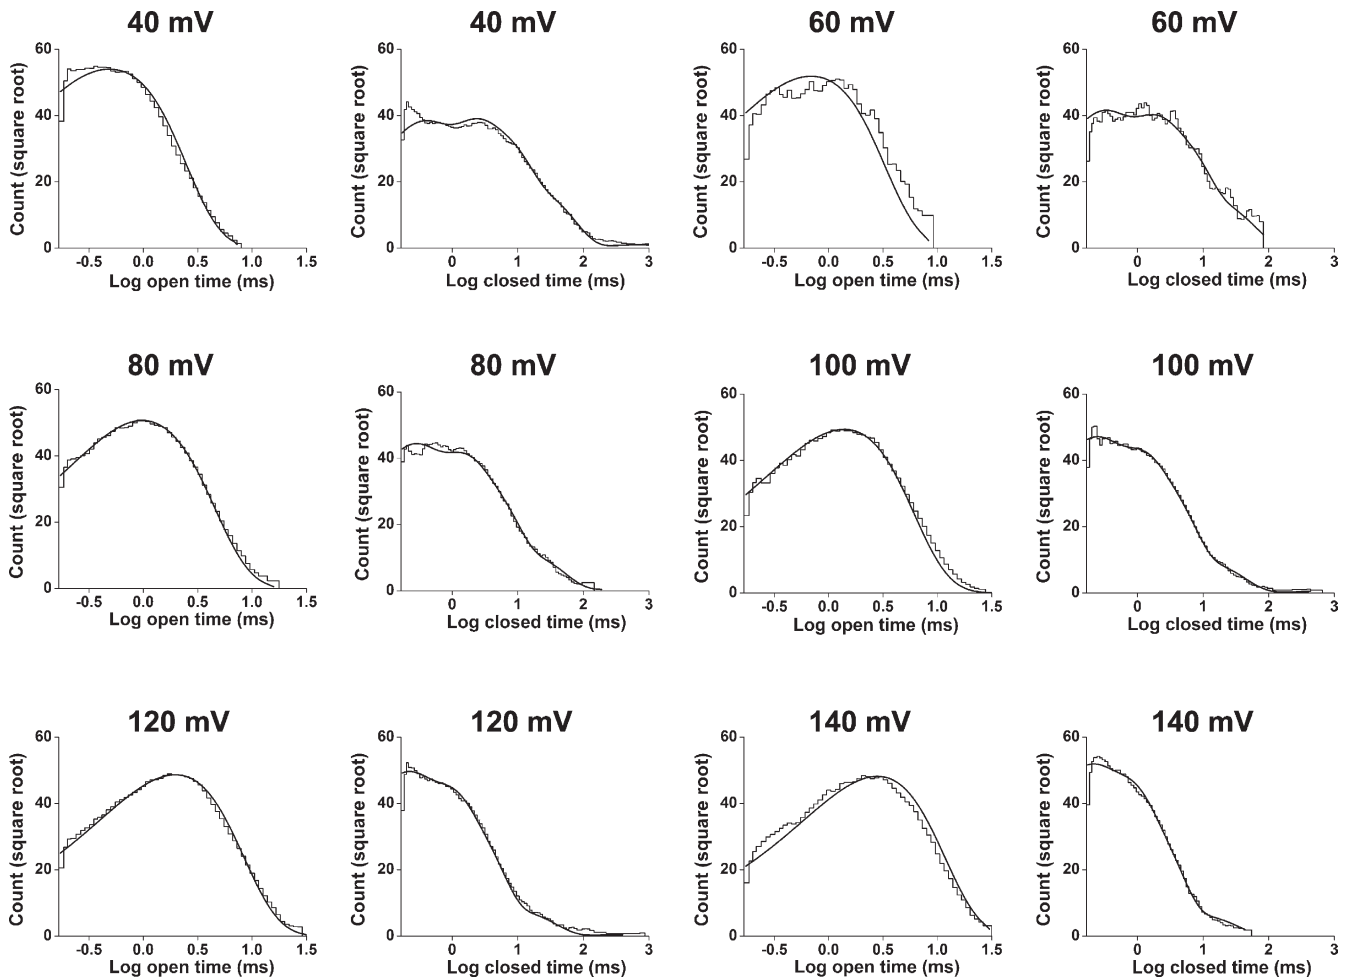 40 mV 40 mV 60 mV 60 mV
60 60 60 60
Count (square root) Count (square root) Count (square root) Count (square root)
40 40 40 40
20 20 20 20
0 0 0 0
-0.5 0.0 0.5 1.0 1.5 0 1 2 3 -0.5 0.0 0.5 1.0 1.5 0 1 2 3
Log open time (ms) Log closed time (ms) Log open time (ms) Log closed time (ms)
80 mV 80 mV 100 mV 100 mV
60 60 60 60
Count (square root) Count (square root) Count (square root) Count (square root)
40 40 40 40
20 20 20 20
0 0 0 0
-0.5 0.0 0.5 1.0 1.5 0 1 2 3 -0.5 0.0 0.5 1.0 1.5 0 1 2 3
Log open time (ms) Log closed time (ms) Log open time (ms) Log closed time (ms)
120 mV 120 mV 140 mV 140 mV
60 60 60 60
Count (square root) Count (square root) Count (square root) Count (square root)
40 40 40 40
20 20 20 20
0 0 0 0
-0.5 0.0 0.5 1.0 1.5 0 1 2 3 -0.5 0.0 0.5 1.0 1.5 0 1 2 3
Log open time (ms) Log closed time (ms) Log open time (ms) Log closed time (ms)